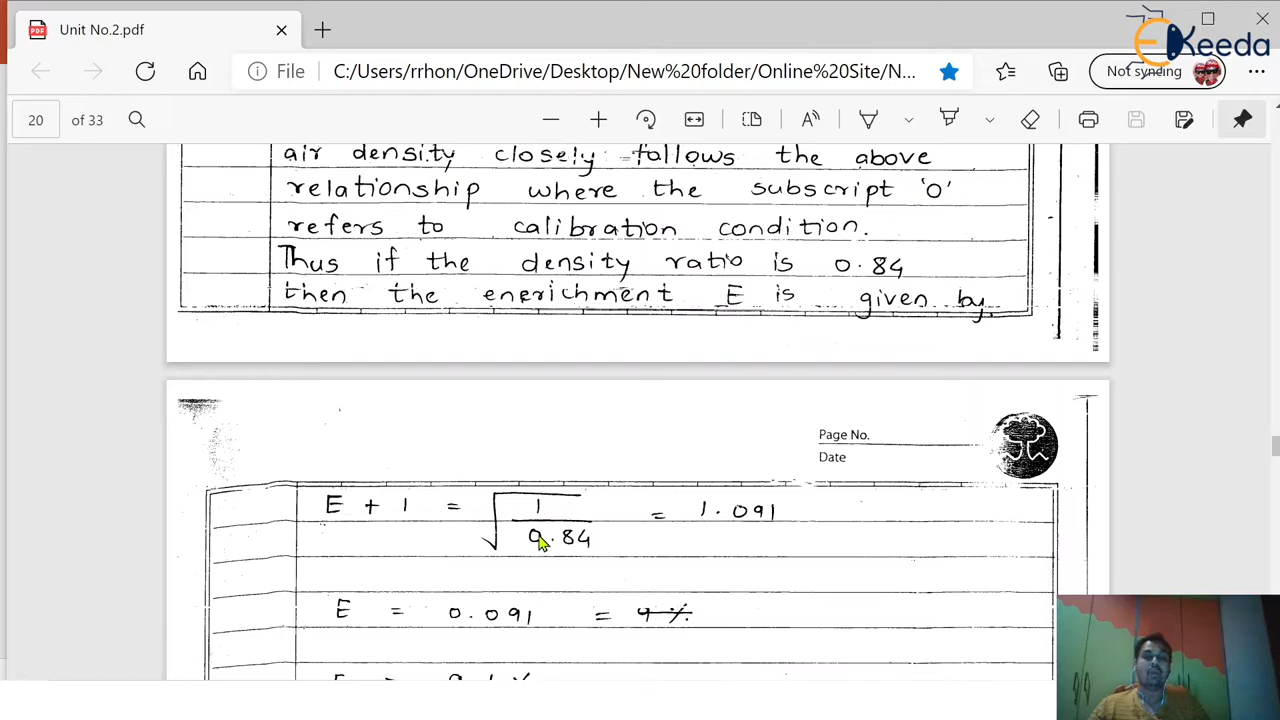 Unit No.2.pdf
Ekeeda
File
C:/Users/rrhon/OneDrive/Desktop/New%20folder/Online%20Site/N...
Not syncing
20 of 33
air density closely follows the above
relationship where the subscript 'O'
refers to calibration condition.
Thus if the density ratio is 0.84
then the enerichment E is given by,
Page No.
Date
E + 1 = √1/0.84 = 1.091
E = 0.091 = 9 %